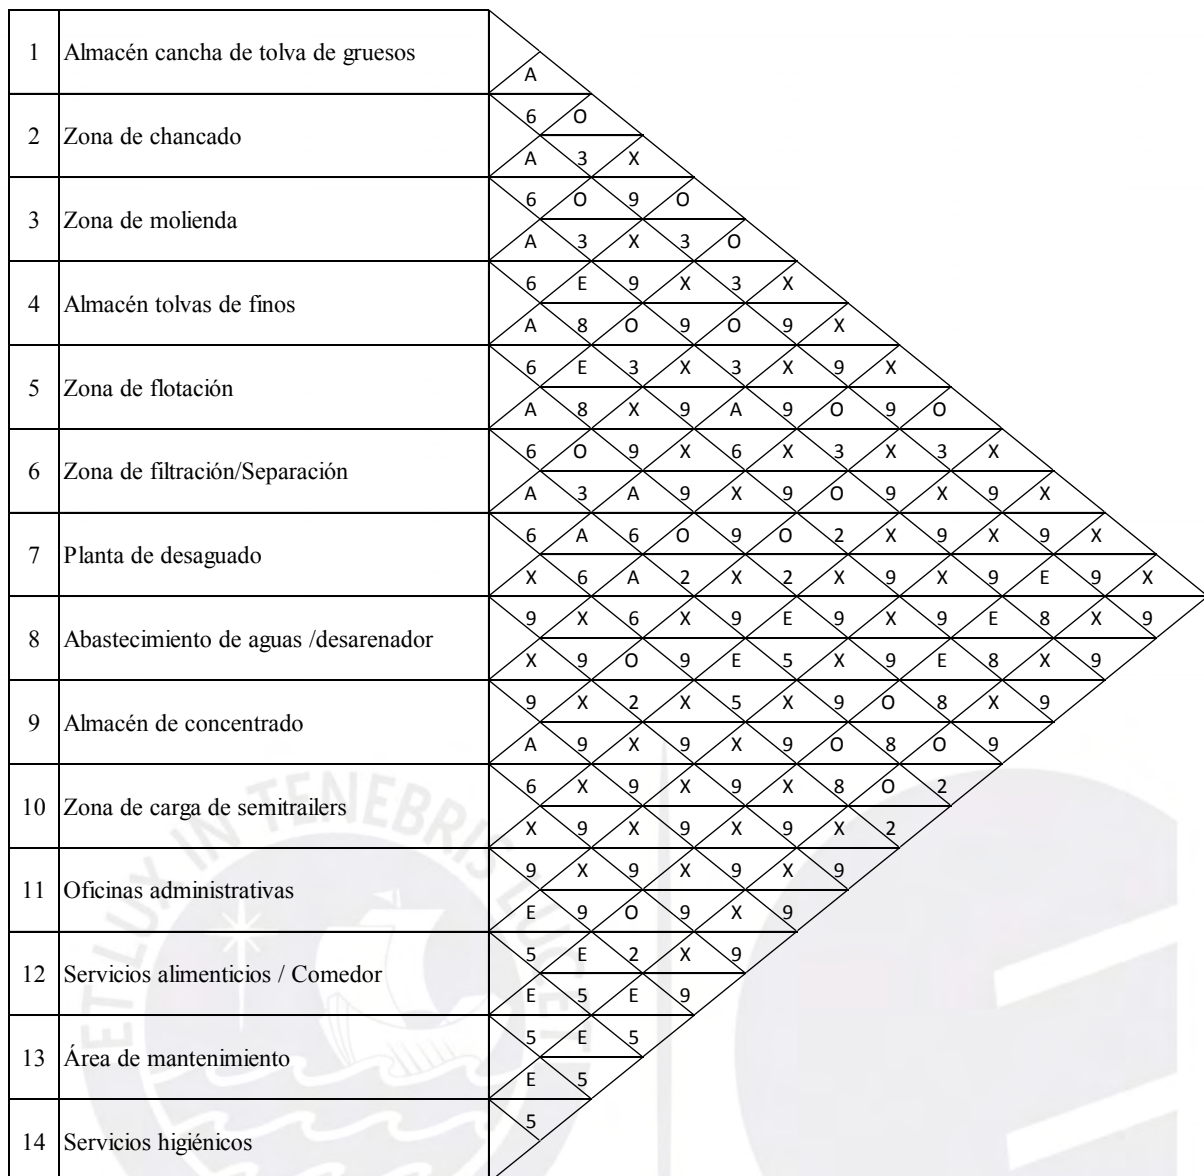 1 Almacén cancha de tolva de gruesos
A
6 O
2 Zona de chancado
A 3 X
6 O 9 O
3 Zona de molienda
A 3 X 3 O
6 E 9 X 3 X
4 Almacén tolvas de finos
A 8 O 9 O 9 X
6 E 3 X 3 X 9 X
5 Zona de flotación
A 8 X 9 A 9 O 9 O
6 O 9 X 6 X 3 X 3 X
6 Zona de filtración/Separación
A 3 A 9 X 9 O 9 X 9 X
6 A 6 O 9 O 2 X 9 X 9 X
7 Planta de desaguado
X 6 A 2 X 2 X 9 X 9 E 9 X
9 X 6 X 9 E 9 X 9 E 8 X 9
8 Abastecimiento de aguas /desarenador
X 9 O 9 E 5 X 9 E 8 X 9
9 X 2 X 5 X 9 O 8 X 9
9 Almacén de concentrado
A 9 X 9 X 9 O 8 O 9
6 X 9 X 9 X 8 O 2
10 Zona de carga de semitrailers
X 9 X 9 X 9 X 2
9 X 9 X 9 X 9
11 Oficinas administrativas
E 9 O 9 X 9
5 E 2 X 9
12 Servicios alimenticios / Comedor
E 5 E 9
5 E 5
13 Área de mantenimiento
E 5
5
14 Servicios higiénicos
ET LUX IN TENEBRIS LUCET